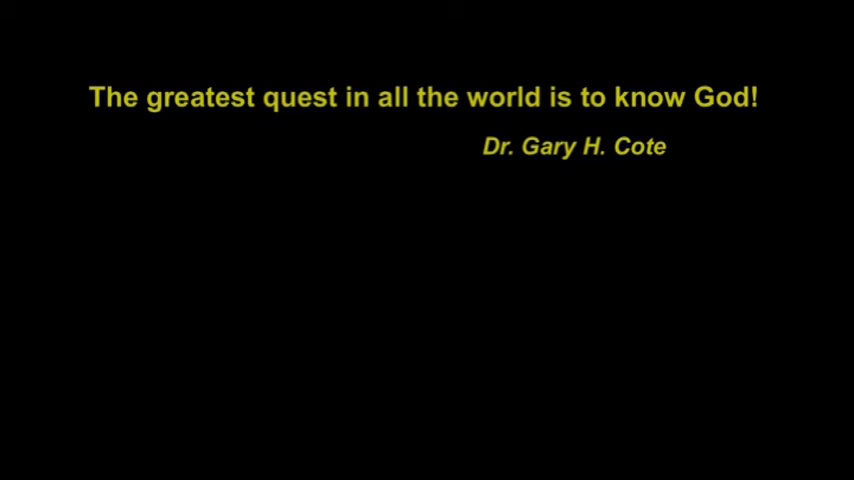 The greatest quest in all the world is to know God!
Dr. Gary H. Cote